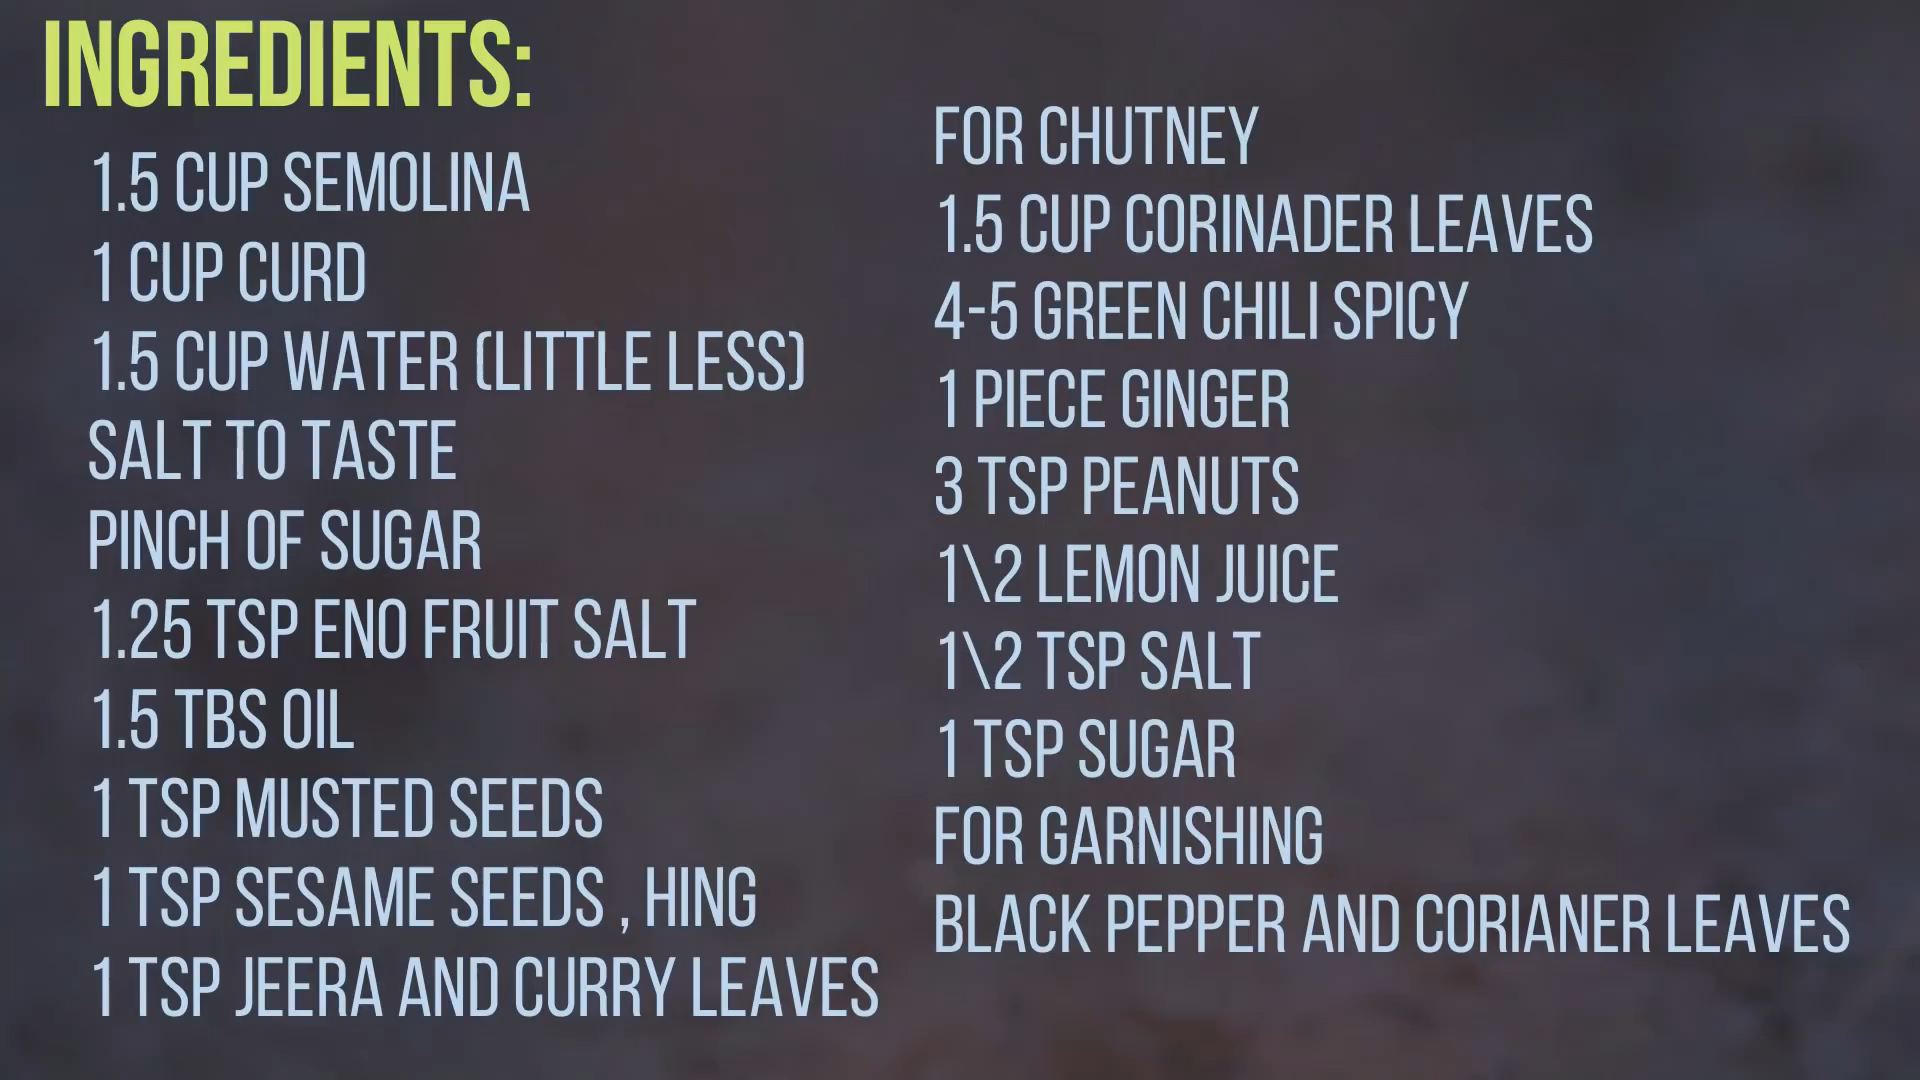 INGREDIENTS:
1.5 CUP SEMOLINA
1 CUP CURD
1.5 CUP WATER (LITTLE LESS)
SALT TO TASTE
PINCH OF SUGAR
1.25 TSP ENO FRUIT SALT
1.5 TBS OIL
1 TSP MUSTED SEEDS
1 TSP SESAME SEEDS , HING
1 TSP JEERA AND CURRY LEAVES
FOR CHUTNEY
1.5 CUP CORINADER LEAVES
4-5 GREEN CHILI SPICY
1 PIECE GINGER
3 TSP PEANUTS
1\2 LEMON JUICE
1\2 TSP SALT
1 TSP SUGAR
FOR GARNISHING
BLACK PEPPER AND CORIANER LEAVES